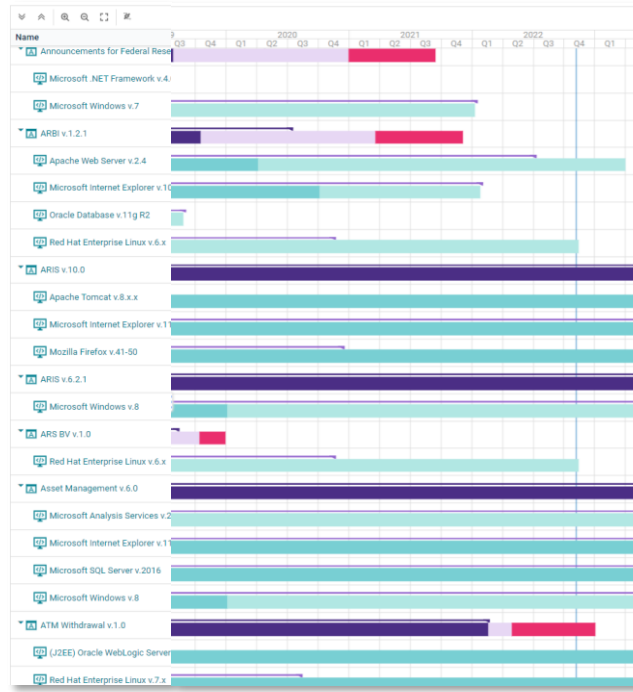 2020 2021 2022
Name
Q3 Q4 Q1 Q2 Q3 Q4 Q1 Q2 Q3 Q4 Q1 Q2 Q3 Q4 Q1
Announcements for Federal Rese
Microsoft .NET Framework v.4.
Microsoft Windows v.7
ARBI v.1.2.1
Apache Web Server v.2.4
Microsoft Internet Explorer v.10
Oracle Database v.11g R2
Red Hat Enterprise Linux v.6.x
ARIS v.10.0
Apache Tomcat v.8.x.x
Microsoft Internet Explorer v.11
Mozilla Firefox v.41-50
ARIS v.6.2.1
Microsoft Windows v.8
ARS BV v.1.0
Red Hat Enterprise Linux v.6.x
Asset Management v.6.0
Microsoft Analysis Services v.2
Microsoft Internet Explorer v.11
Microsoft SQL Server v.2016
Microsoft Windows v.8
ATM Withdrawal v.1.0
(J2EE) Oracle WebLogic Server
Red Hat Enterprise Linux v.7.x